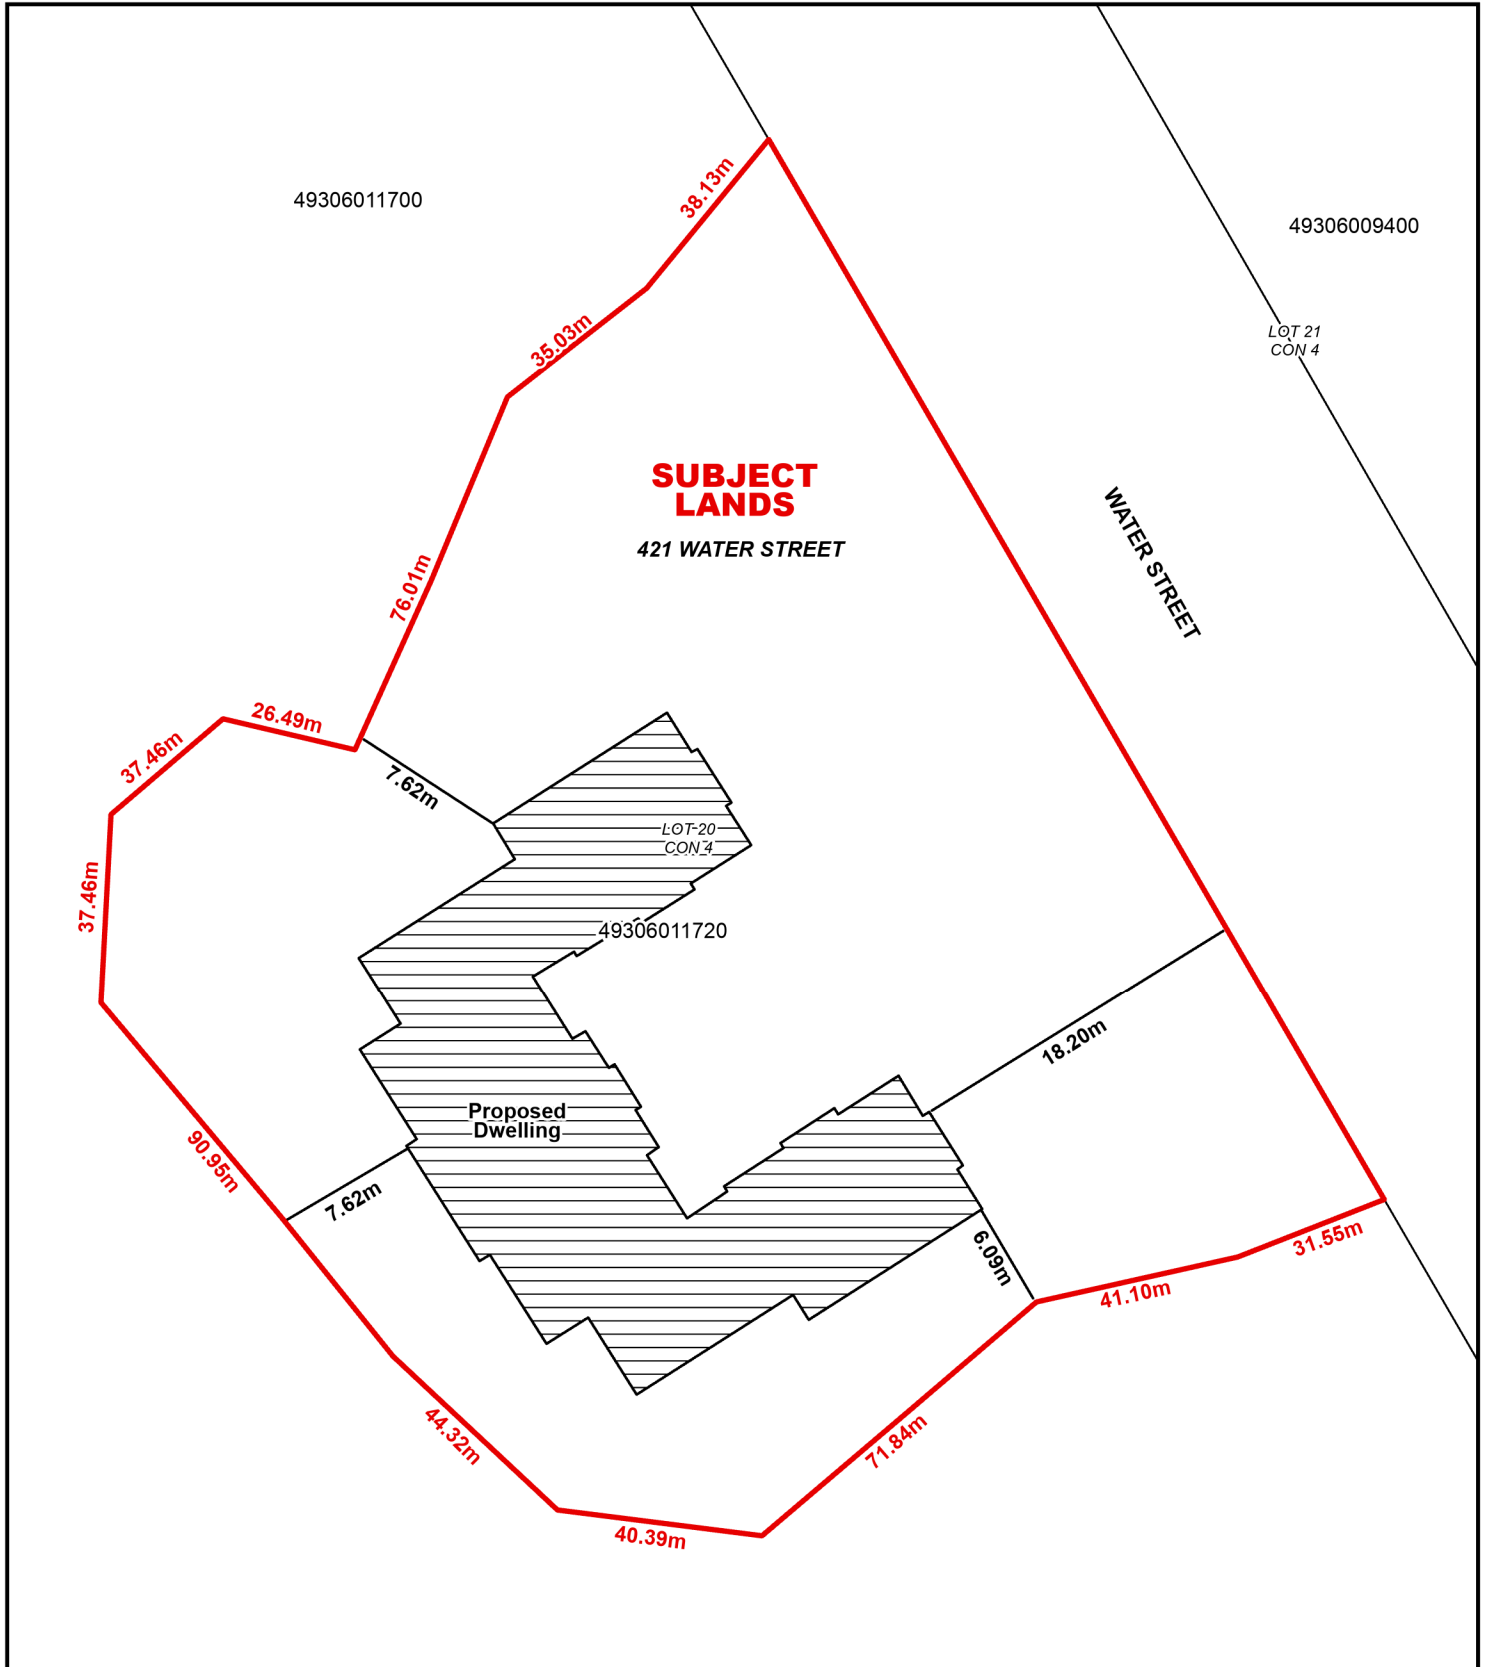 38.13m
49306011700
49306009400
35.03m
LOT 21
CON 4
SUBJECT
LANDS
421 WATER STREET
WATER STREET
76.01m
26.49m
37.46m
7.62m
LOT 20
CON 4
37.46m
49306011720
18.20m
Proposed
Dwelling
90.95m
7.62m
6.09m
31.55m
41.10m
44.32m
71.84m
40.39m